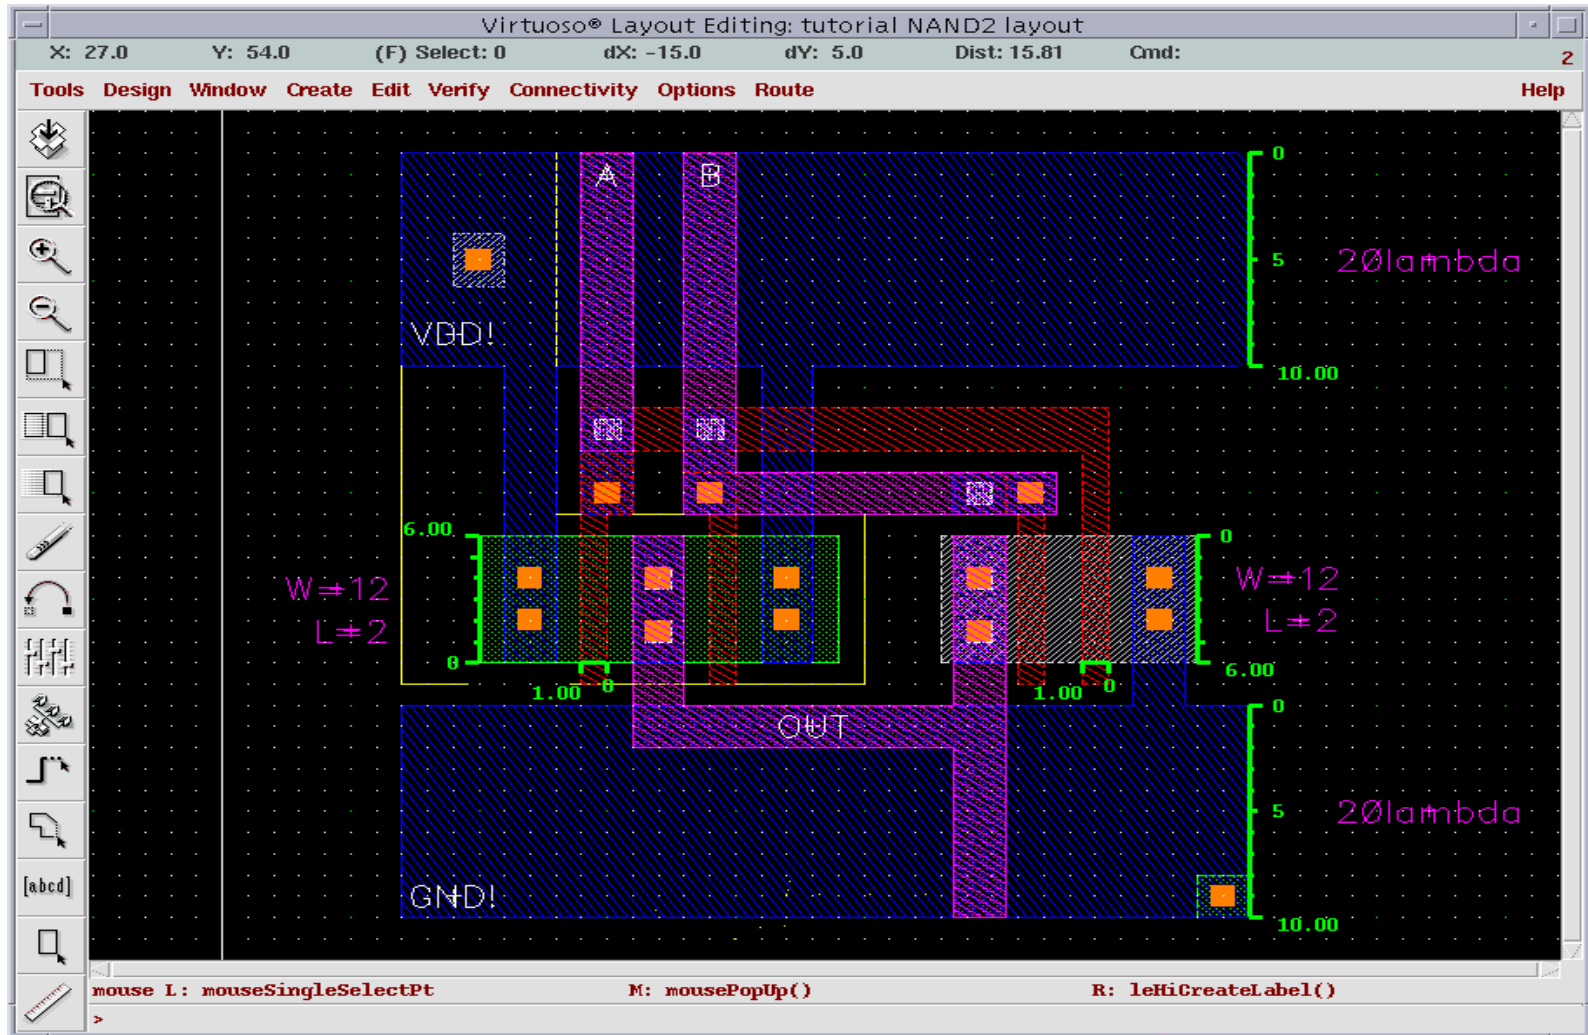 Virtuoso® Layout Editing: tutorial NAND2 layout
X: 27.0 Y: 54.0 (F) Select: 0 dX: -15.0 dY: 5.0 Dist: 15.81 Cmd: 2
Tools Design Window Create Edit Verify Connectivity Options Route Help
A B
0
5
20lambda
VDD!
10.00
6.00
0
W=12
W=12
L=2
L=2
0
6.00
1.00 0
1.00 0
0
OUT
5
20lambda
[abcd]
GND!
10.00
mouse L: mouseSingleSelectPt M: mousePopUp() R: leHiCreateLabel()
>